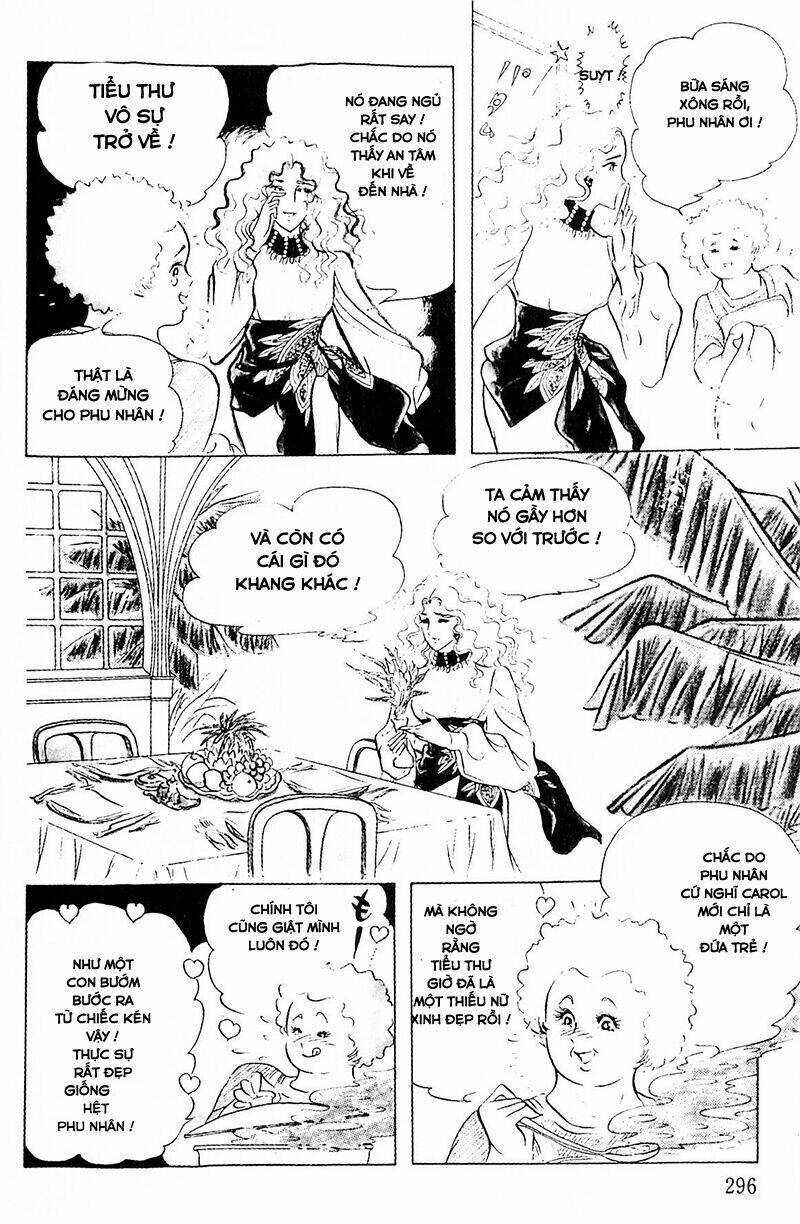 BỮA SÁNG
XÔNG RỒI,
PHU NHÂN ƠI !
SUYT !
NÓ ĐANG NGỦ
RẤT SAY !
CHẮC DO NÓ
THẤY AN TÂM
KHI VỀ
ĐẾN NHÀ !
TIỂU THƯ
VÔ SỰ
TRỞ VỀ !
THẬT LÀ
ĐÁNG MỪNG
CHO PHU NHÂN !
TA CẢM THẤY
NÓ GẦY HƠN
SO VỚI TRƯỚC !
VÀ CÒN CÓ
CÁI GÌ ĐÓ
KHANG KHÁC !
CHẮC DO
PHU NHÂN
CỨ NGHĨ CAROL
MỚI CHỈ LÀ
MỘT
ĐỨA TRẺ !
MÀ KHÔNG
NGỜ
RẰNG
TIỂU THƯ
GIỜ ĐÃ LÀ
MỘT THIẾU NỮ
XINH ĐẸP RỒI !
CHÍNH TÔI
CŨNG GIẬT MÌNH
LUÔN ĐÓ !
NHƯ MỘT
CON BƯỚM
BƯỚC RA
TỪ CHIẾC KÉN
VẬY !
THỰC SỰ
RẤT ĐẸP
GIỐNG
HỆT
PHU NHÂN !
296